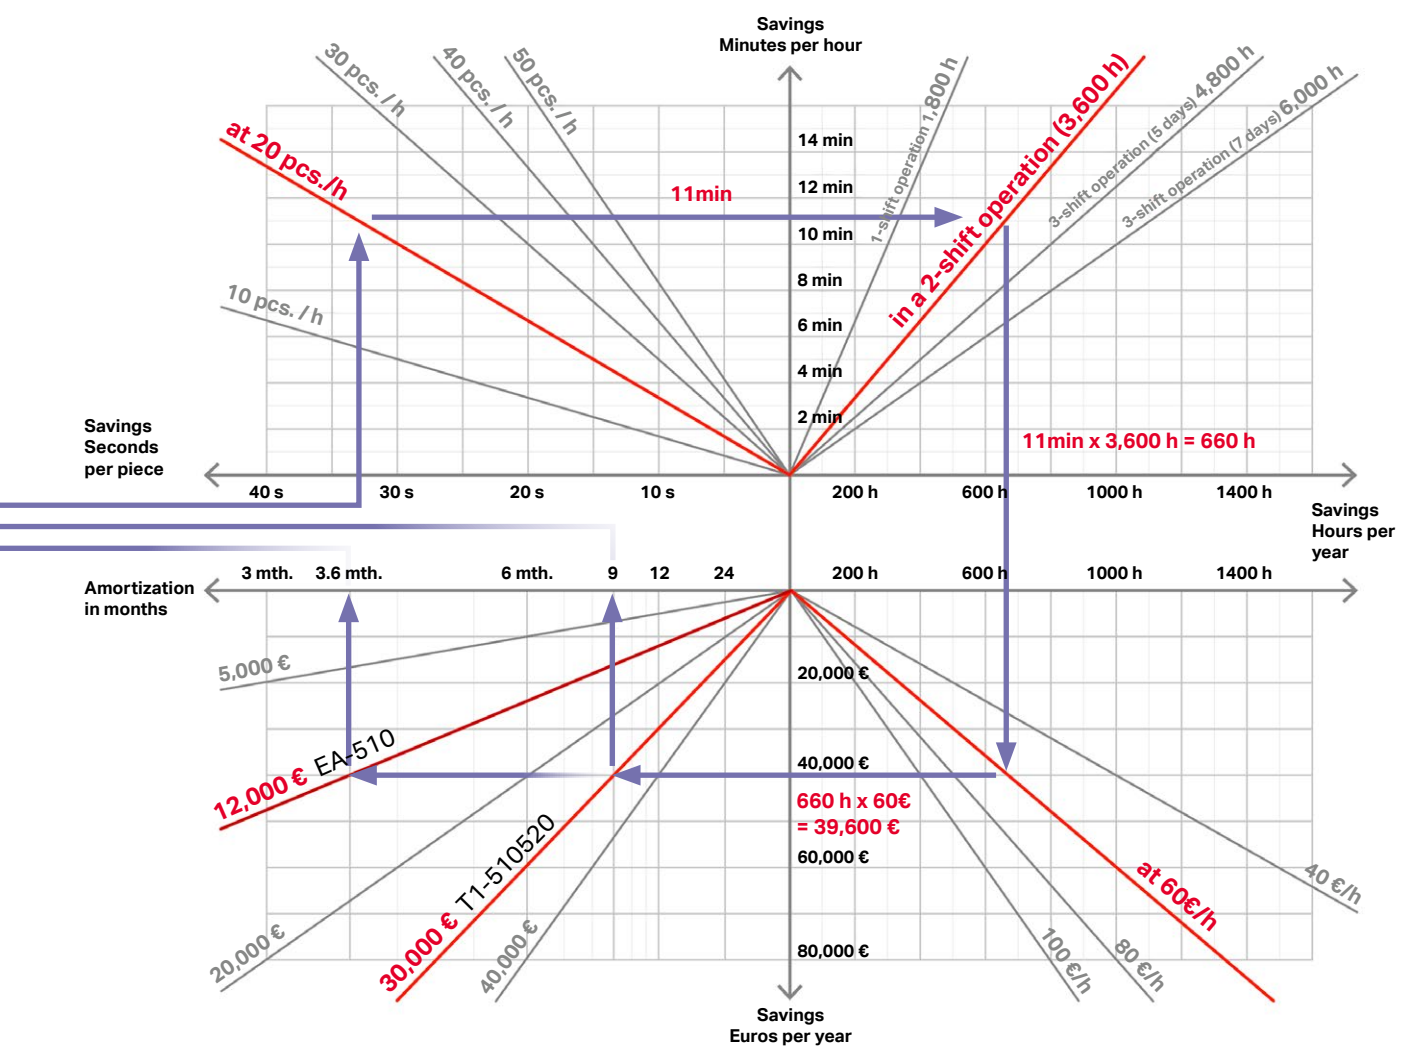 Savings
Minutes per hour
30 pcs. / h
40 pcs. / h
50 pcs. / h
at 20 pcs./h
10 pcs. / h
1-shift operation 1,800 h
in a 2-shift operation (3,600 h)
3-shift operation (5 days) 4,800 h
3-shift operation (7 days) 6,000 h
14 min
12 min
11min
10 min
8 min
6 min
4 min
2 min
11min x 3,600 h = 660 h
Savings
Seconds
per piece
40 s
30 s
20 s
10 s
200 h
600 h
1000 h
1400 h
Savings
Hours per
year
Amortization
in months
3 mth.
3.6 mth.
6 mth.
9
12
24
200 h
600 h
1000 h
1400 h
5,000 €
12,000 €
EA-510
20,000 €
30,000 €
T1-510520
40,000 €
20,000 €
40,000 €
660 h x 60€
= 39,600 €
60,000 €
80,000 €
40 €/h
at 60€/h
80 €/h
100 €/h
Savings
Euros per year